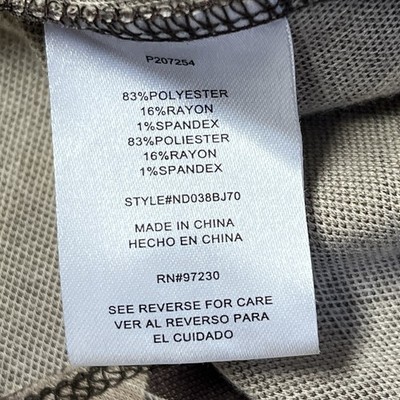 P207254
83%POLYESTER
16%RAYON
1%SPANDEX
83%POLIESTER
16%RAYON
1%SPANDEX
STYLE#ND038BJ70
MADE IN CHINA
HECHO EN CHINA
RN#97230
SEE REVERSE FOR CARE
VER AL REVERSO PARA
EL CUIDADO